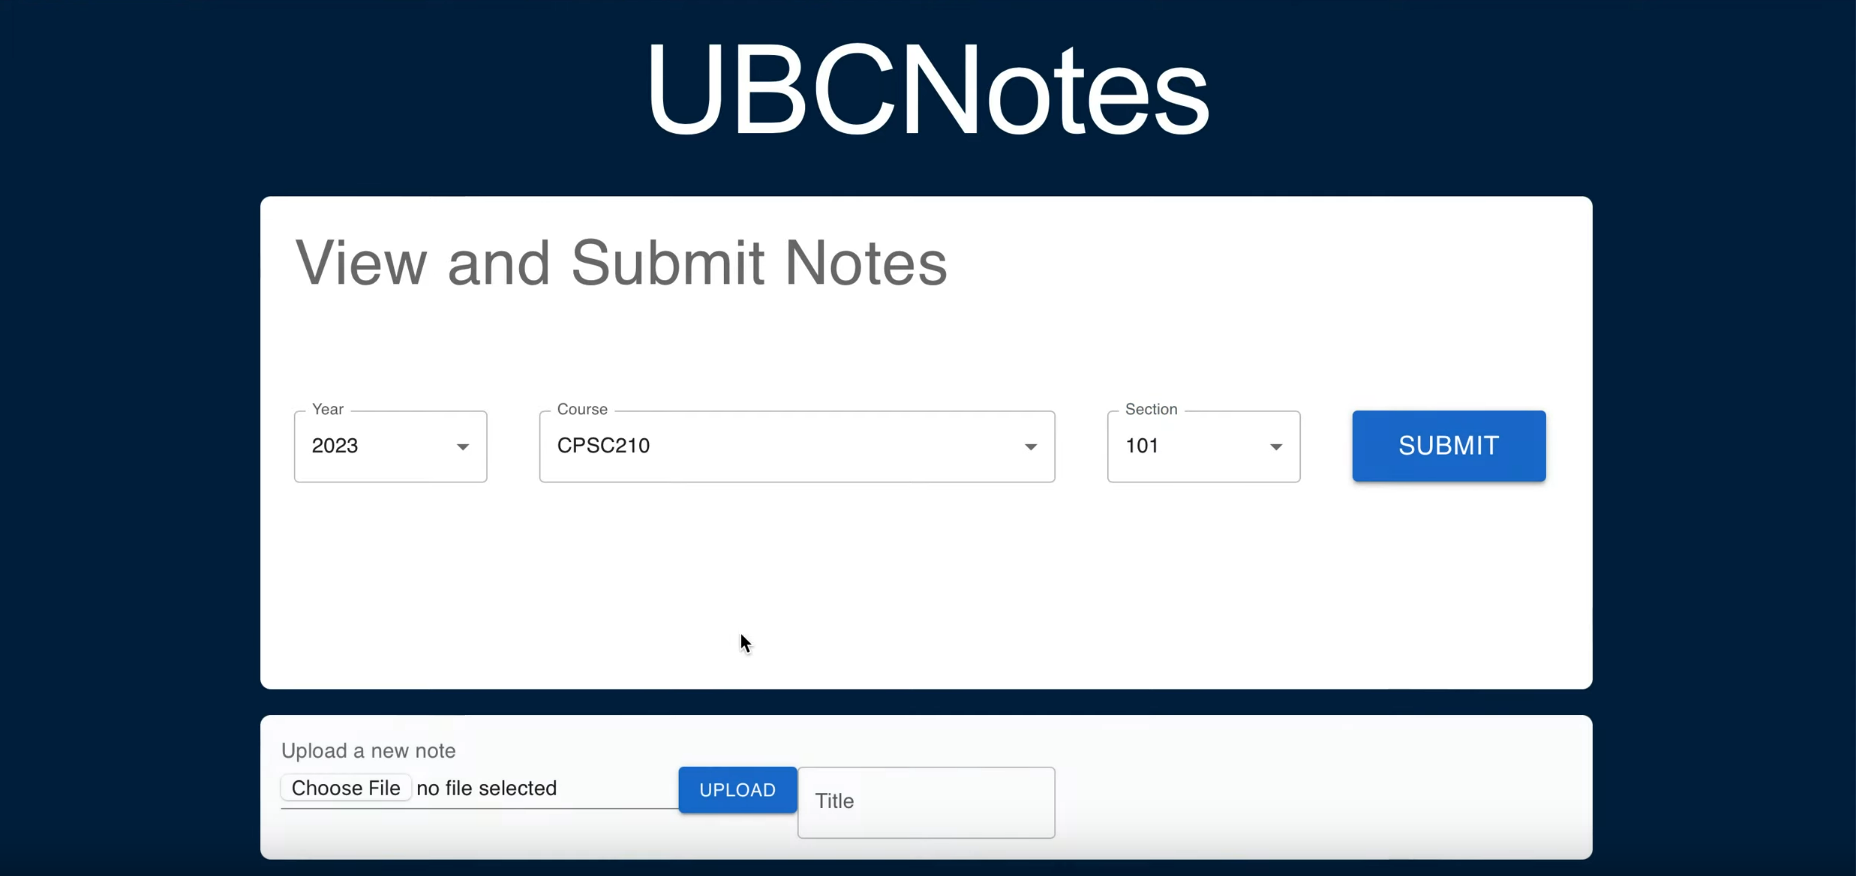 UBCNotes
View and Submit Notes
Year
2023
Course
CPSC210
Section
101
SUBMIT
Upload a new note
Choose File no file selected
UPLOAD
Title